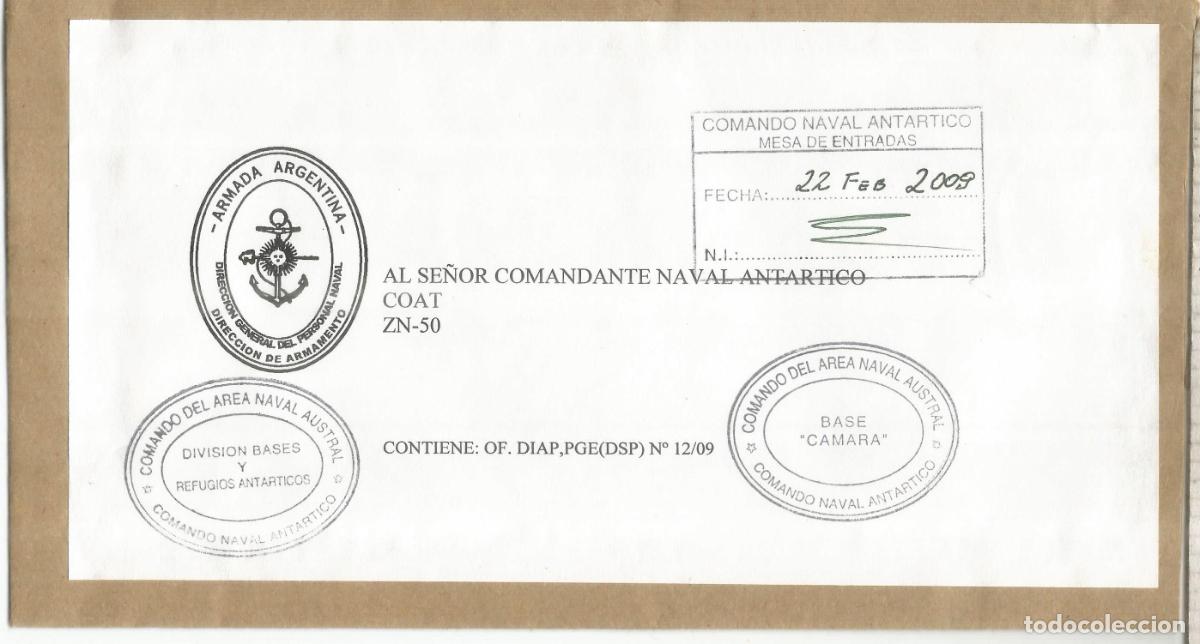 COMANDO NAVAL ANTARTICO
MESA DE ENTRADAS
FECHA: 22 FEB 2009
N.I.:
-ARMADA ARGENTINA-
DIRECCION GENERAL DEL PERSONAL NAVAL
DIRECCION DE ARMAMENTO
AL SEÑOR COMANDANTE NAVAL ANTARTICO
COAT
ZN-50
COMANDO DEL AREA NAVAL AUSTRAL
DIVISION BASES
Y
REFUGIOS ANTARTICOS
COMANDO NAVAL ANTARTICO
CONTIENE: OF. DIAP,PGE(DSP) Nº 12/09
COMANDO DEL AREA NAVAL AUSTRAL
BASE
"CAMARA"
COMANDO NAVAL ANTARTICO
todocoleccion